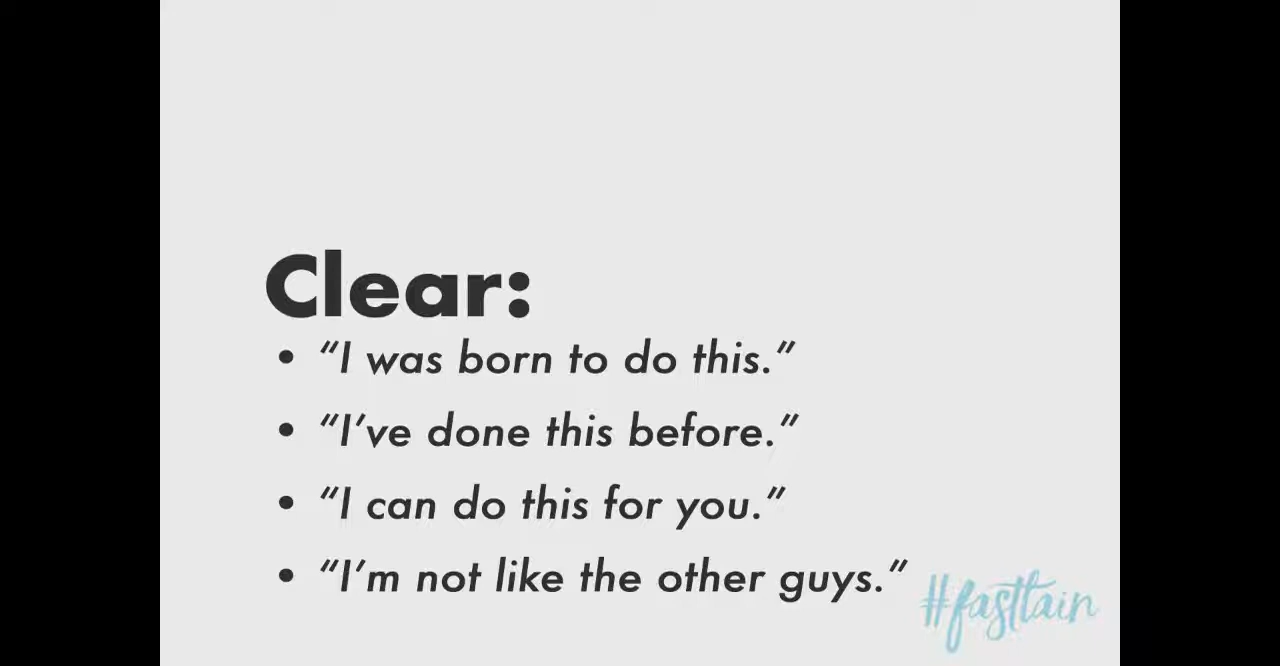 Clear:
• “I was born to do this.”
• “I’ve done this before.”
• “I can do this for you.”
• “I’m not like the other guys.”
#fasttain